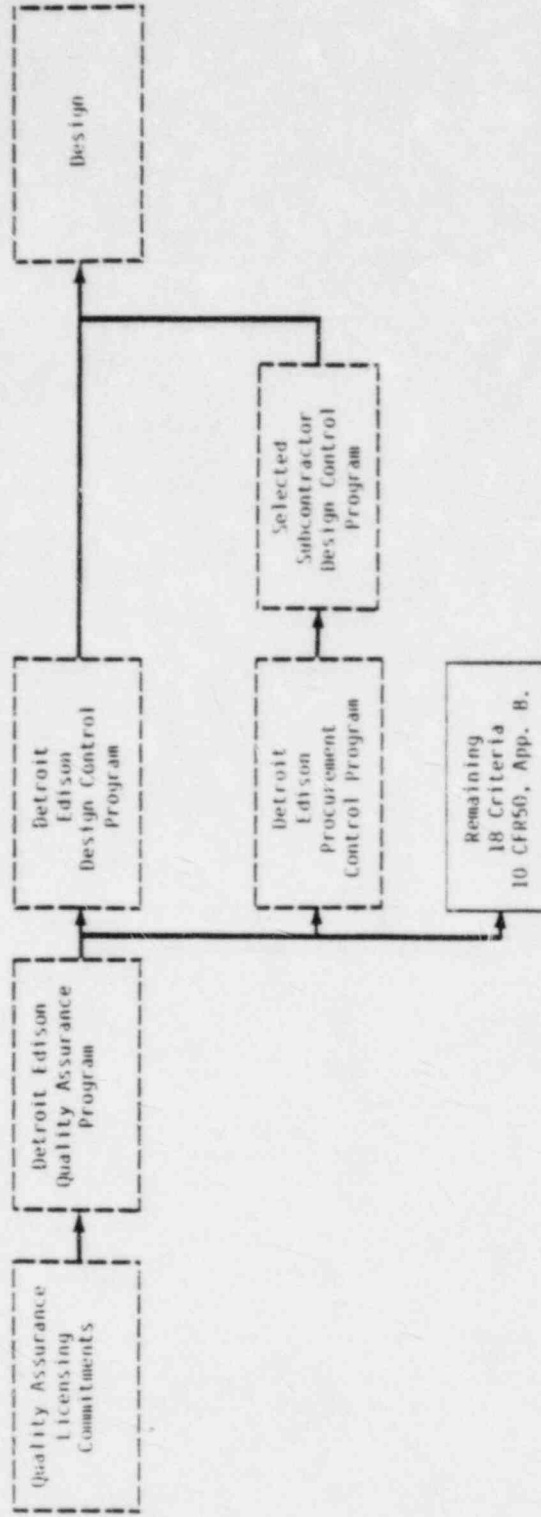 Quality Assurance
Licensing
Commitments
Detroit Edison
Quality Assurance
Program
Detroit
Edison
Design Control
Program
Design
Detroit
Edison
Procurement
Control Program
Selected
Subcontractor
Design Control
Program
Remaining
18 Criteria
10 CFR50, App. B.